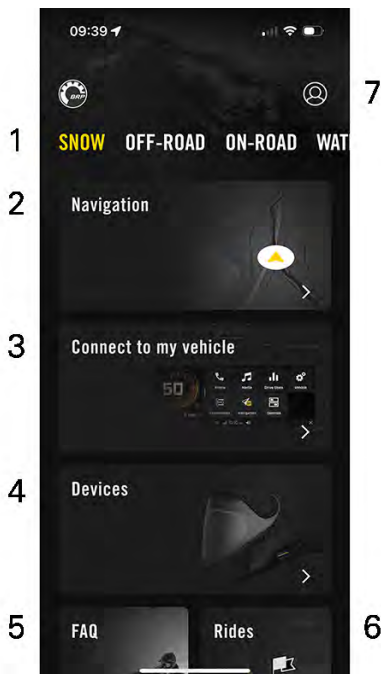 09:39
BRP
7
1 SNOW OFF-ROAD ON-ROAD WAT
2 Navigation
3 Connect to my vehicle
50
4 Devices
5 FAQ Rides 6